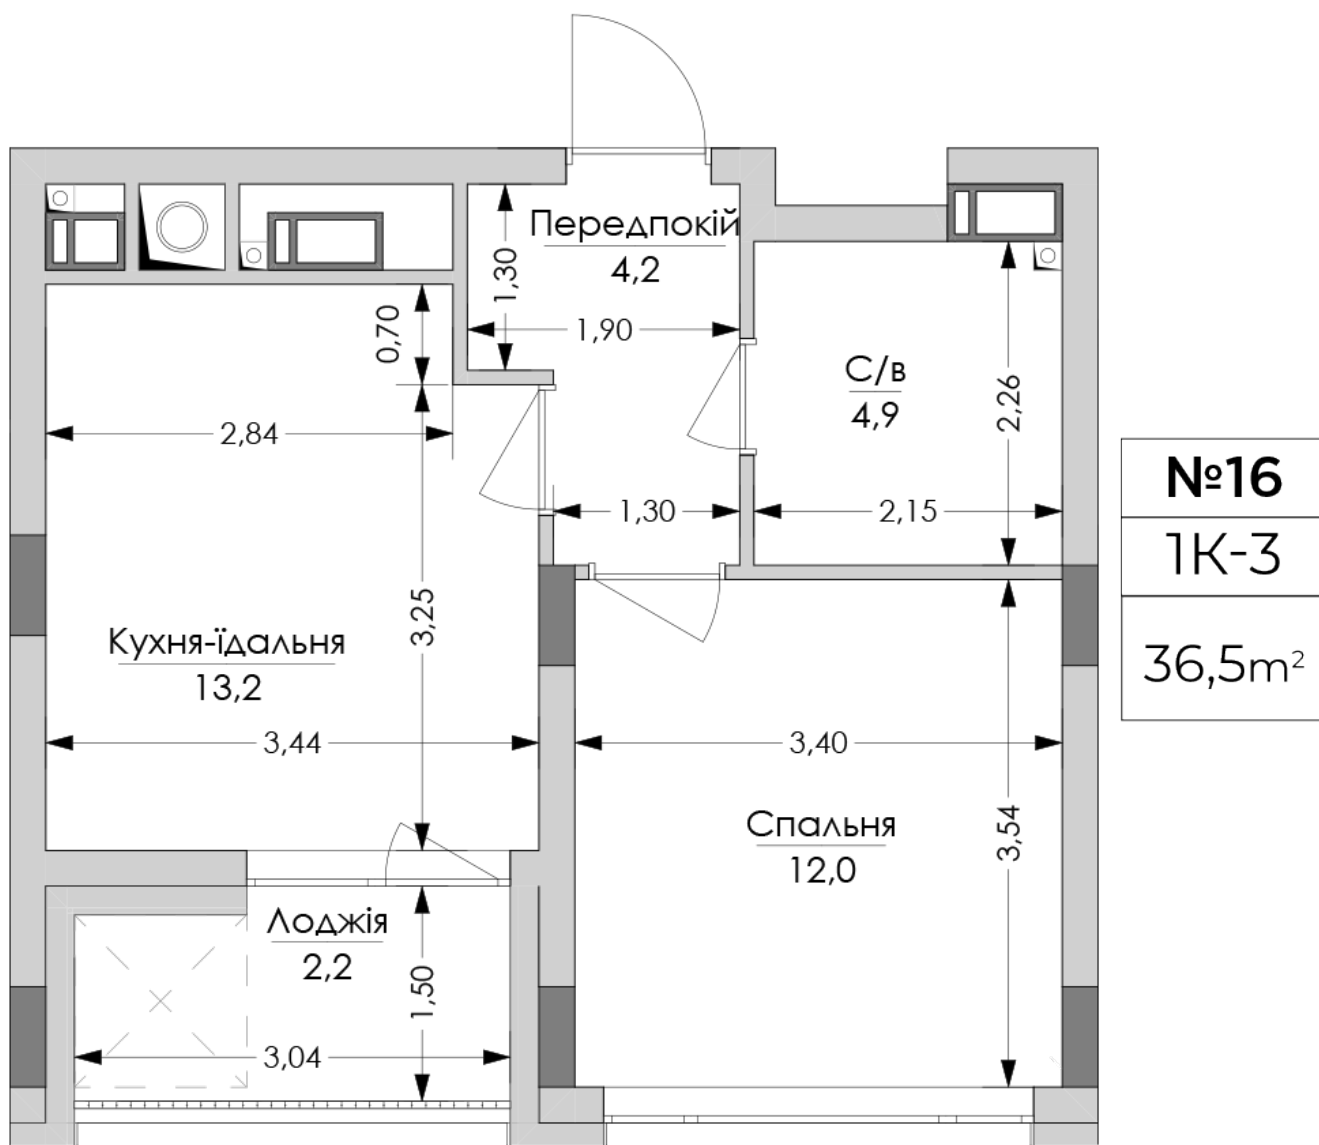 Передпокій
4,2
1,30
1,90
0,70
С/в
4,9
2,26
2,84
1,30
2,15
№16
1К-3
36,5m²
3,25
Кухня-їдальня
13,2
3,44
3,40
Спальня
12,0
3,54
Лоджія
2,2
1,50
3,04